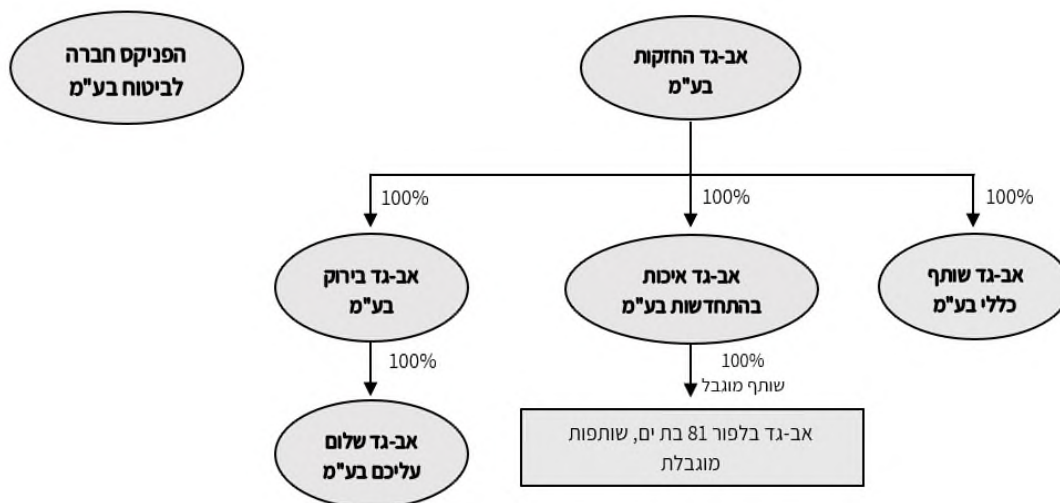 הפניקס חברה
לביטוח בע"מ
אב-גד החזקות
בע"מ
100%
100%
100%
אב-גד שותף
כללי בע"מ
אב-גד איכות
בהתחדשות בע"מ
אב-גד בירוק
בע"מ
100%
שותף מוגבל
100%
אב-גד בלפור 81 בת ים, שותפות
מוגבלת
אב-גד שלום
עליכם בע"מ